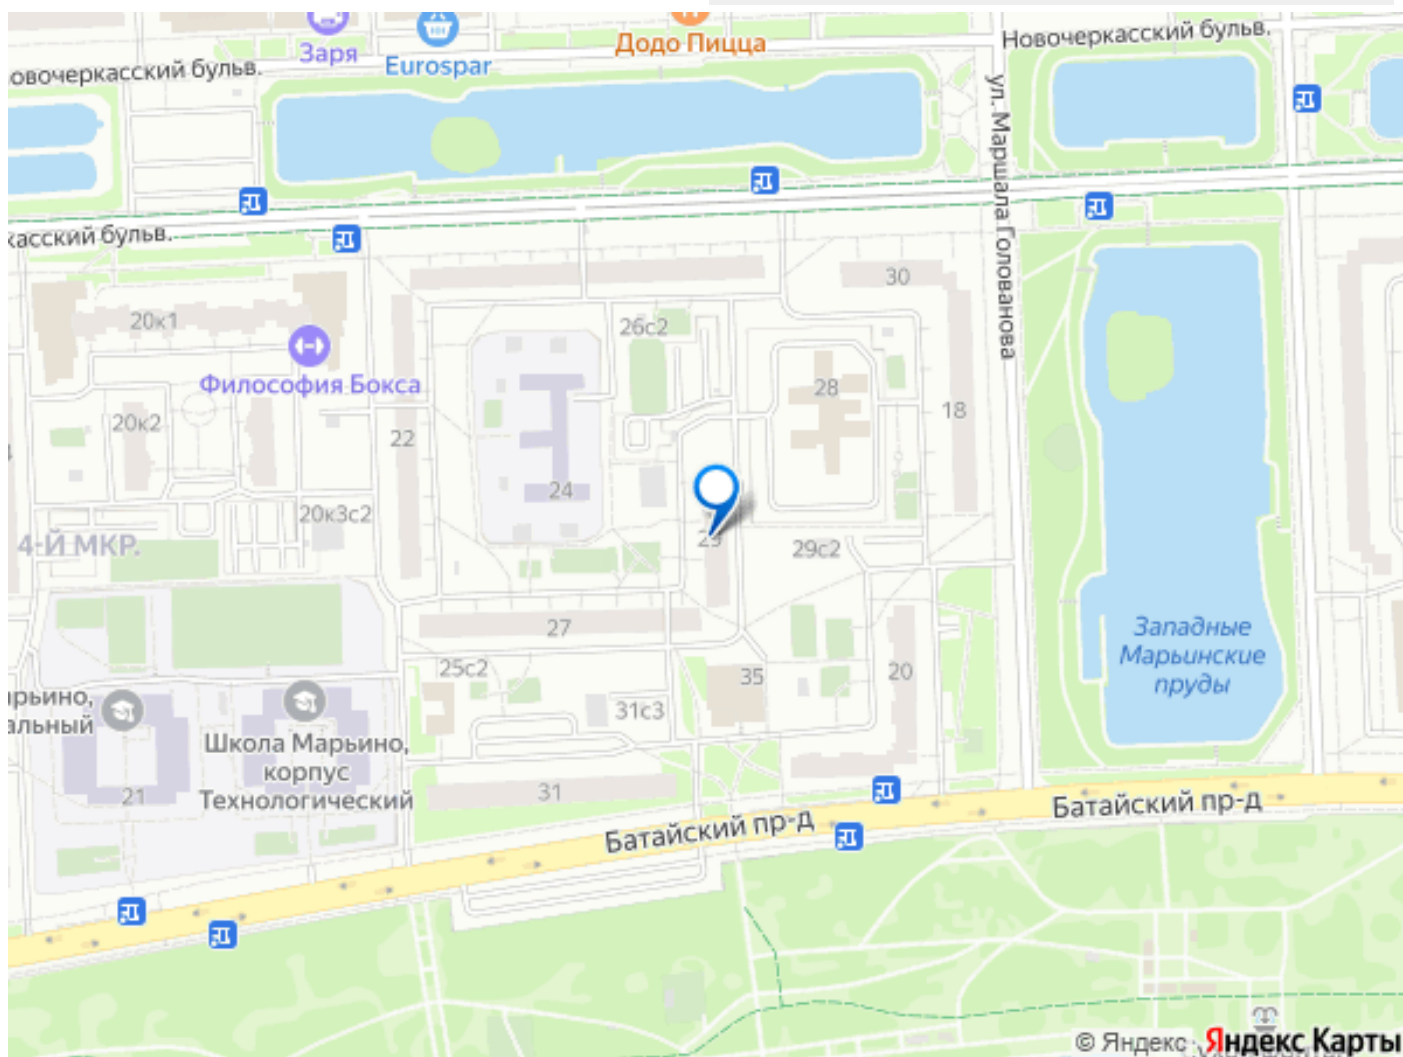 Заря
Eurospar
Додо Пицца
Новочеркасский бульв.
овочеркасский бульв.
ул. Маршала Голованова
касский бульв.
30
20к1
26с2
Философия Бокса
28
18
20к2
22
24
20к3с2
4-Й МКР.
29с2
27
Западные
Марьинские
пруды
25с2
35
20
31с3
арьино,
альный
Школа Марьино,
корпус
Технологический
21
31
Батайский пр-д
Батайский пр-д
© Яндекс Яндекс Карты